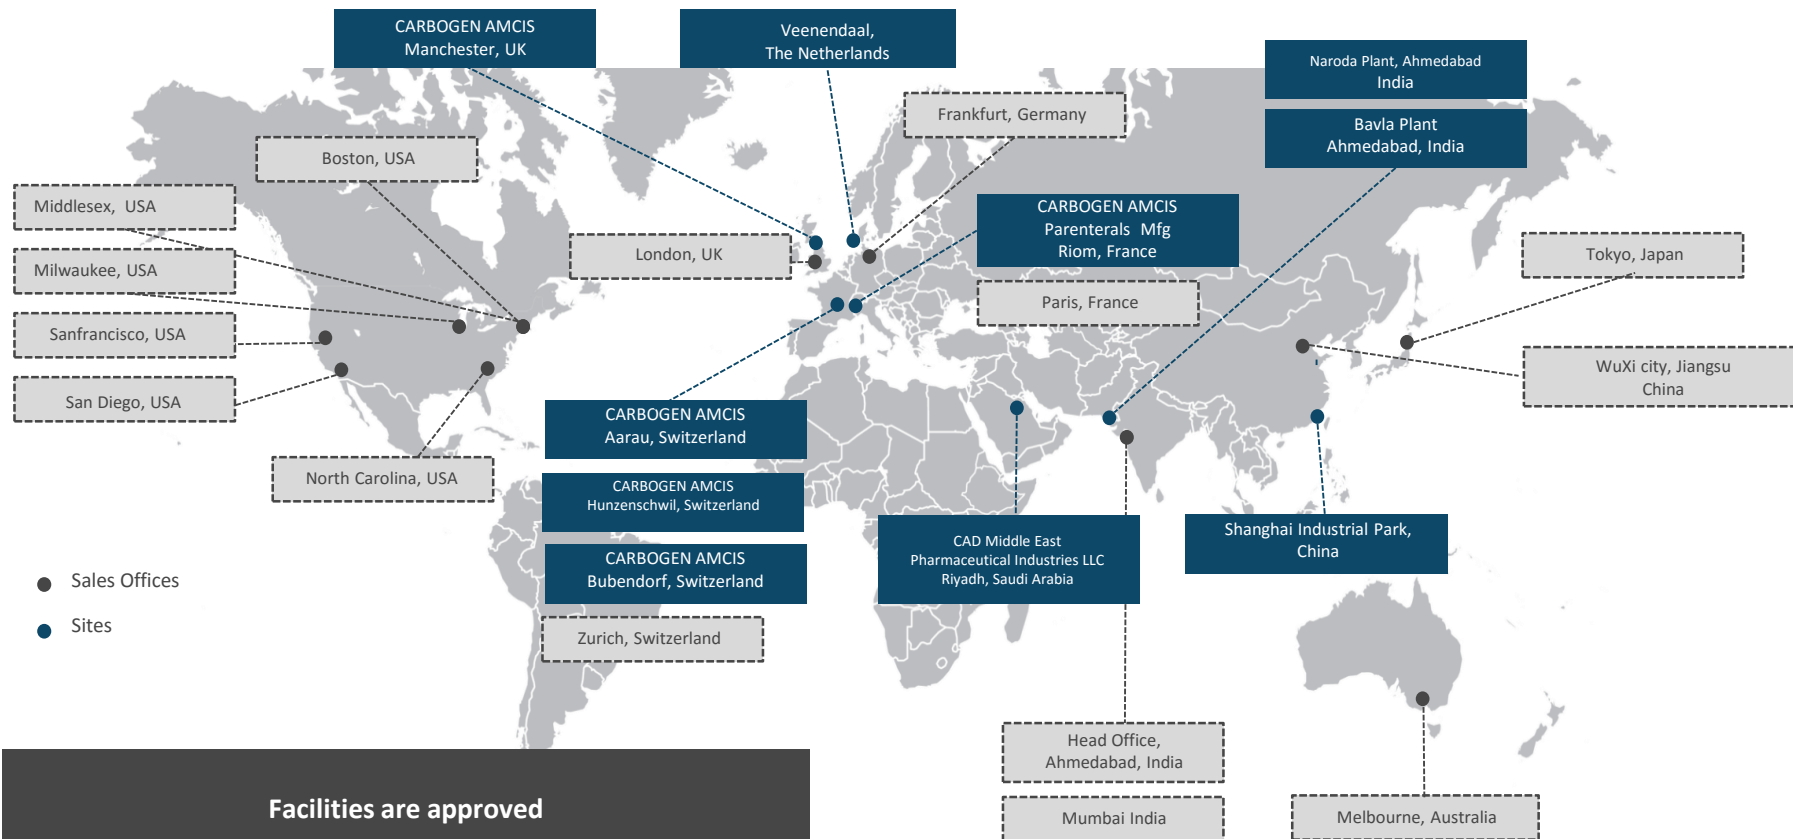 CARBOGEN AMCIS
Manchester, UK
Veenendaal,
The Netherlands
Naroda Plant, Ahmedabad
India
Frankfurt, Germany
Bavla Plant
Ahmedabad, India
Boston, USA
Middlesex, USA
CARBOGEN AMCIS
Parenterals Mfg
Riom, France
London, UK
Tokyo, Japan
Milwaukee, USA
Paris, France
Sanfrancisco, USA
WuXi city, Jiangsu
China
San Diego, USA
CARBOGEN AMCIS
Aarau, Switzerland
North Carolina, USA
CARBOGEN AMCIS
Hunzenschwil, Switzerland
CAD Middle East
Pharmaceutical Industries LLC
Riyadh, Saudi Arabia
Shanghai Industrial Park,
China
CARBOGEN AMCIS
Bubendorf, Switzerland
Sales Offices
Sites
Zurich, Switzerland
Head Office,
Ahmedabad, India
Facilities are approved
Mumbai India
Melbourne, Australia